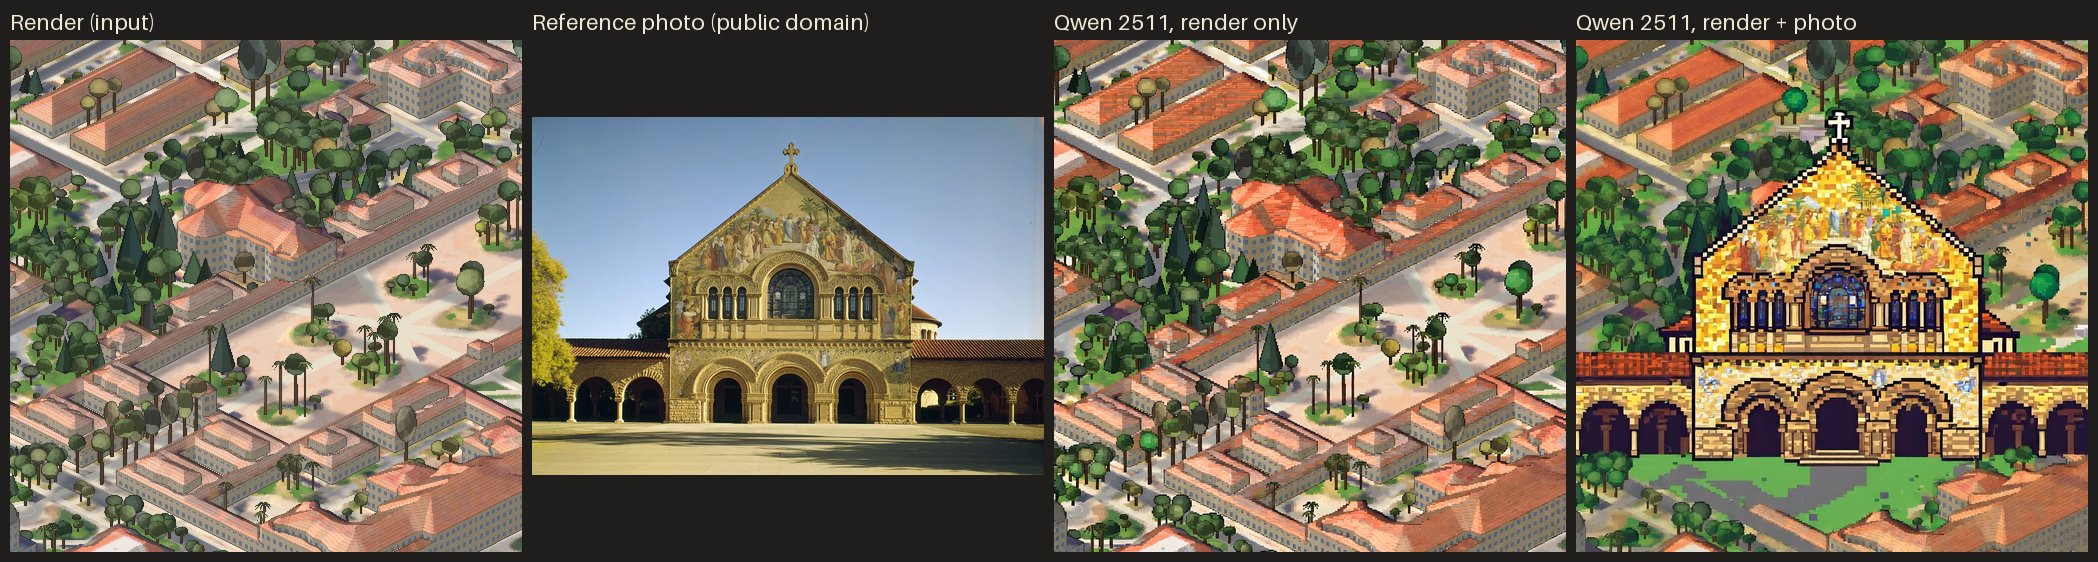 Render (input)
Reference photo (public domain)
Qwen 2511, render only
Qwen 2511, render + photo